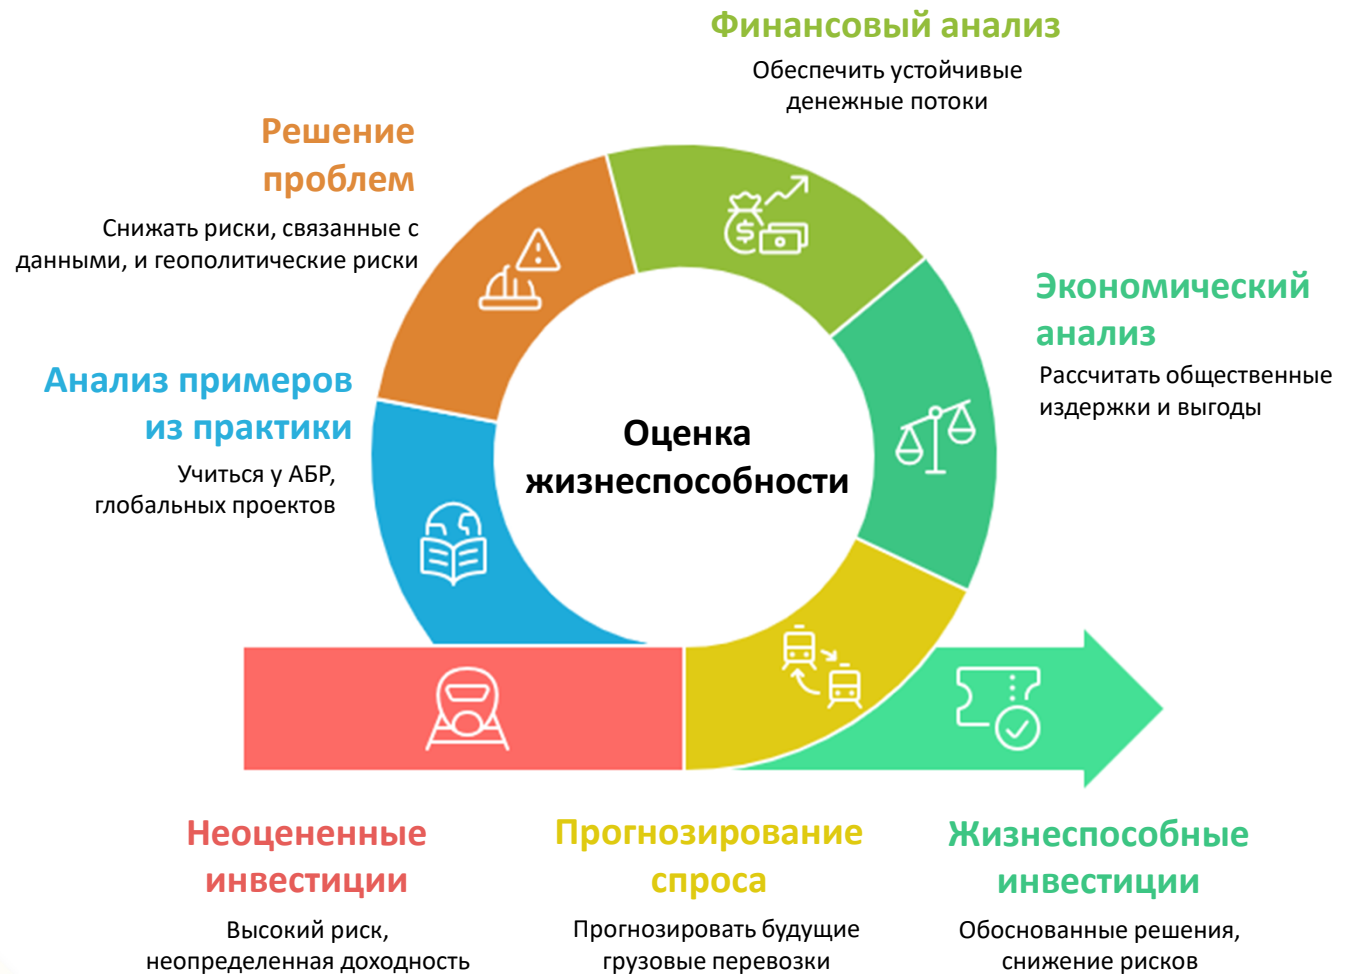 Финансовый анализ
Обеспечить устойчивые
денежные потоки
Решение
проблем
Снижать риски, связанные с
данными, и геополитические риски
Экономический
анализ
Рассчитать общественные
издержки и выгоды
Анализ примеров
из практики
Учиться у АБР,
глобальных проектов
Оценка
жизнеспособности
Неоцененные
инвестиции
Высокий риск,
неопределенная доходность
Прогнозирование
спроса
Прогнозировать будущие
грузовые перевозки
Жизнеспособные
инвестиции
Обоснованные решения,
снижение рисков